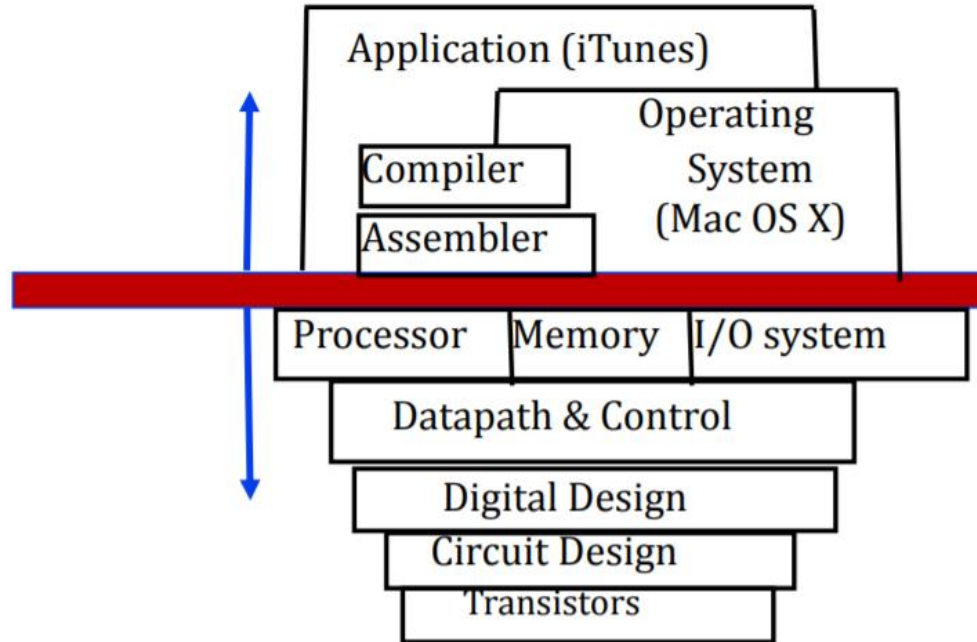 Application (iTunes)
Operating
System
(Mac OS X)
Compiler
Assembler
Processor
Memory
I/O system
Datapath & Control
Digital Design
Circuit Design
Transistors